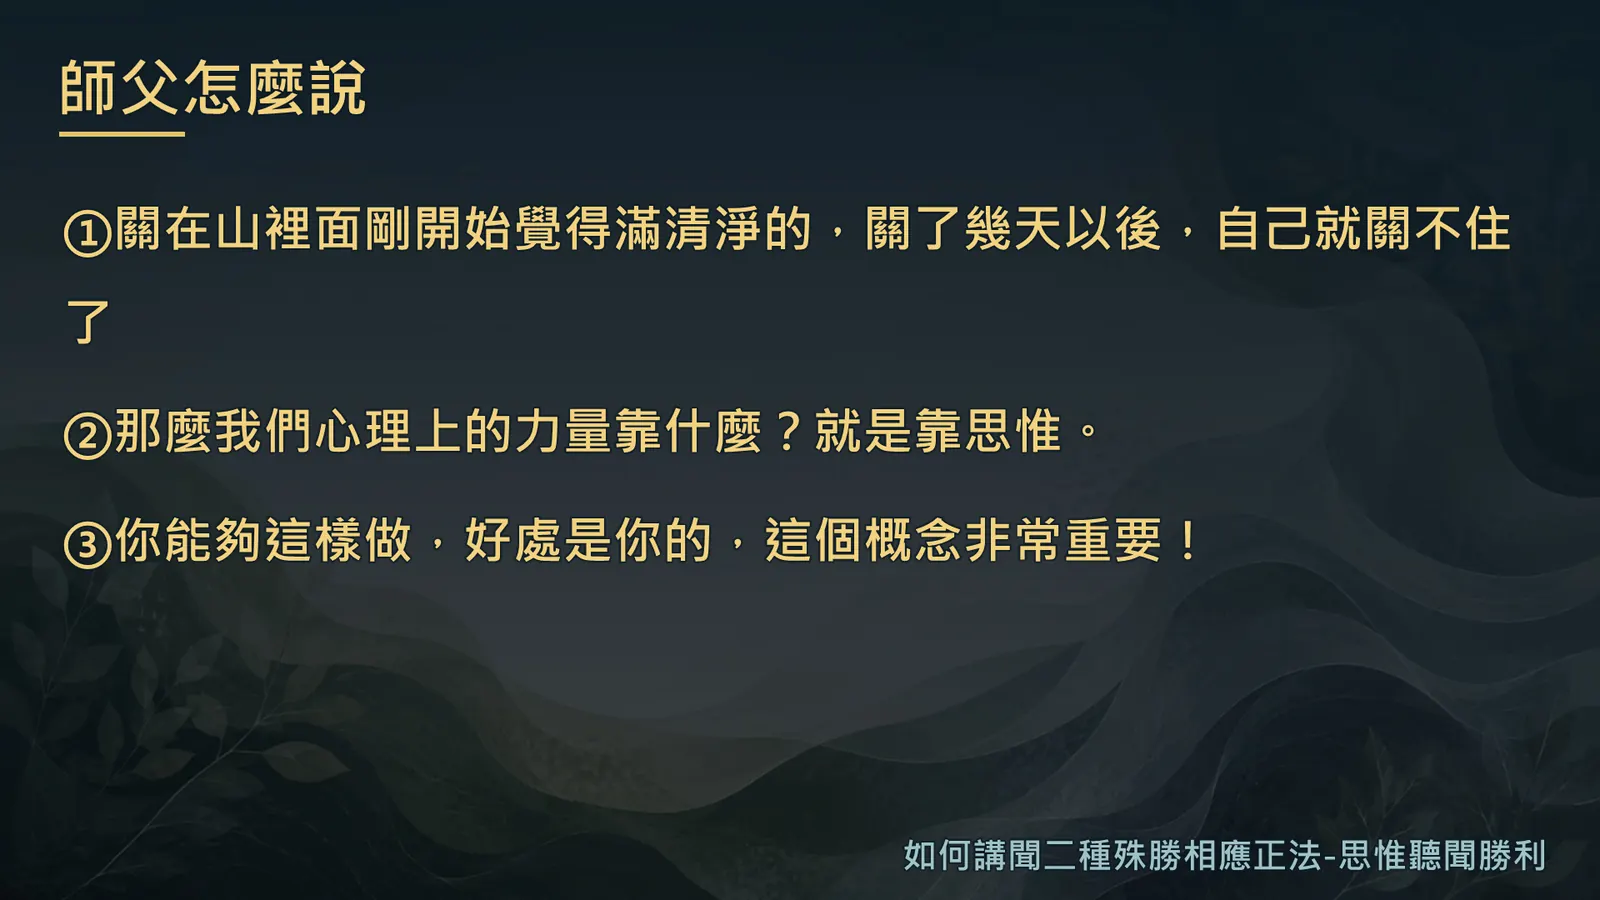 師父怎麼說
①關在山裡面剛開始覺得滿清淨的，關了幾天以後，自己就關不住
了
②那麼我們心理上的力量靠什麼？就是靠思惟。
③你能夠這樣做，好處是你的，這個概念非常重要！
如何講聞二種殊勝相應正法-思惟聽聞勝利